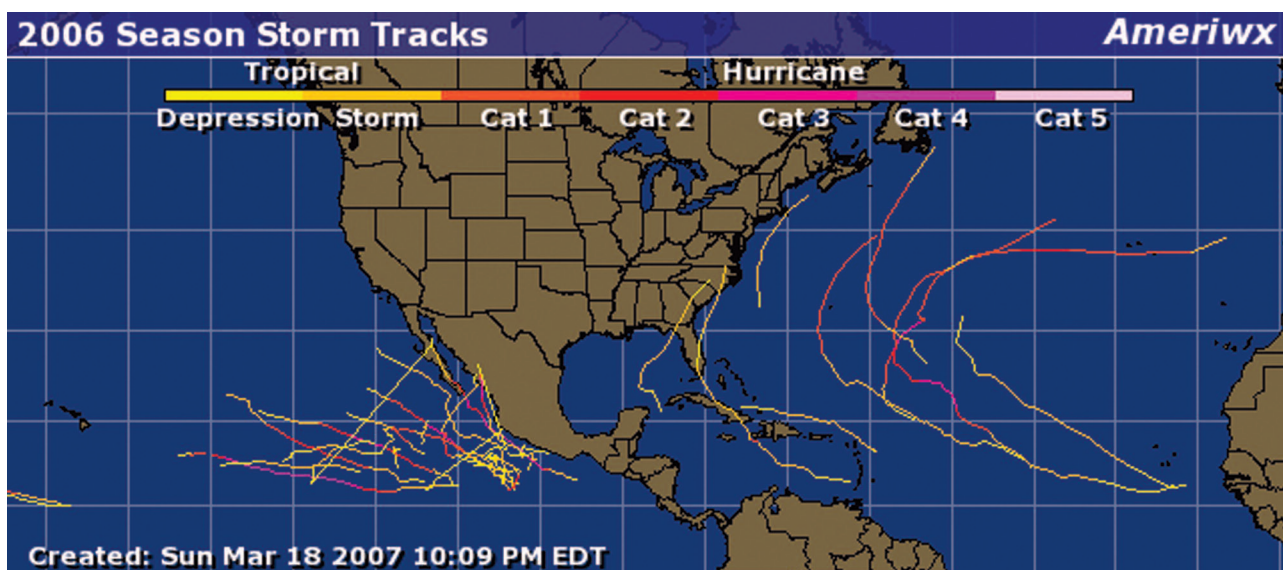 2006 Season Storm Tracks Ameriwx
Tropical Hurricane
Depression Storm Cat 1 Cat 2 Cat 3 Cat 4 Cat 5
Created: Sun Mar 18 2007 10:09 PM EDT